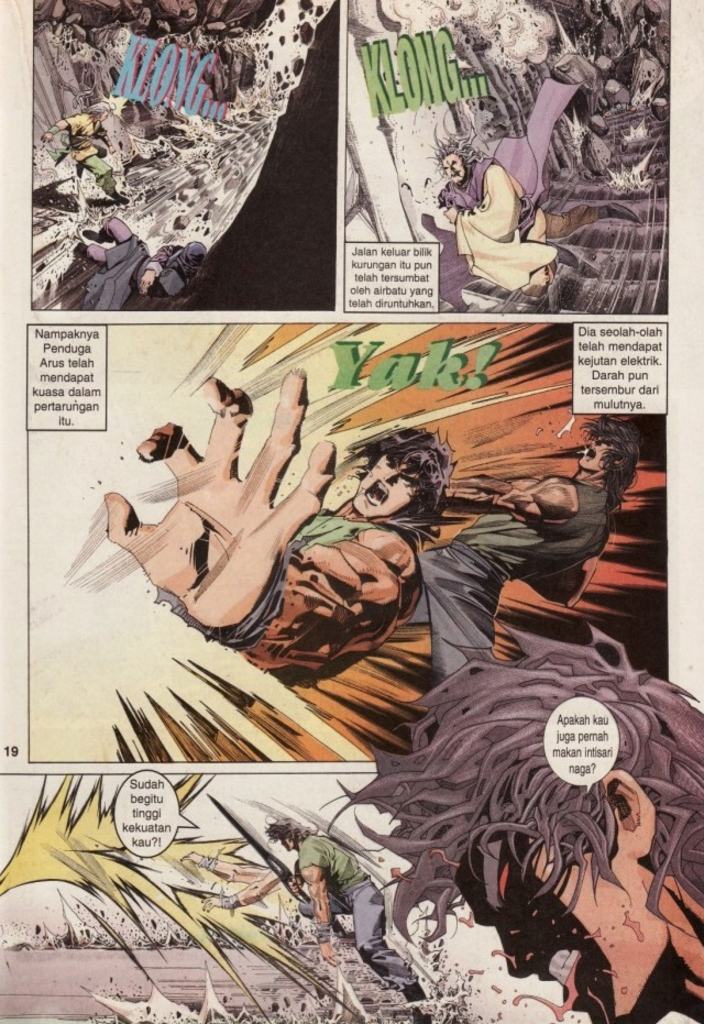 KLONG....
KLONG....
Jalan keluar bilik
kurungan itu pun
telah tersumbat
oleh airbatu yang
telah diruntuhkan.
Nampaknya
Penduga
Arus telah
mendapat
kuasa dalam
pertarungan
itu.
Yak!
Dia seolah-olah
telah mendapat
kejutan elektrik.
Darah pun
tersembur dari
mulutnya.
Apakah kau
juga pernah
makan intisari
naga?
19
Sudah
begitu
tinggi
kekuatan
kau?!